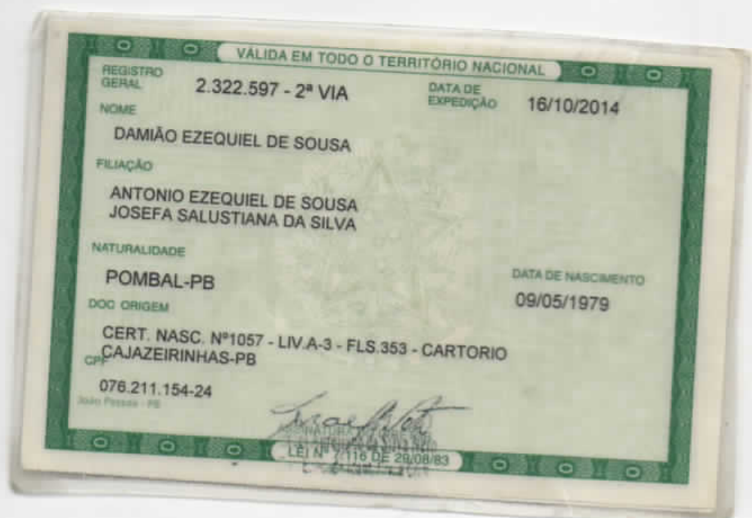 VÁLIDA EM TODO O TERRITÓRIO NACIONAL
REGISTRO GERAL 2.322.597 - 2ª VIA DATA DE EXPEDIÇÃO 16/10/2014
NOME
DAMIÃO EZEQUIEL DE SOUSA
FILIAÇÃO
ANTONIO EZEQUIEL DE SOUSA
JOSEFA SALUSTIANA DA SILVA
NATURALIDADE
POMBAL-PB
DATA DE NASCIMENTO
09/05/1979
DOC ORIGEM
CERT. NASC. Nº1057 - LIV.A-3 - FLS.353 - CARTORIO
CAJAZEIRINHAS-PB
CPF
076.211.154-24
João Pessoa - PB
LEI Nº 7.116 DE 29/08/83